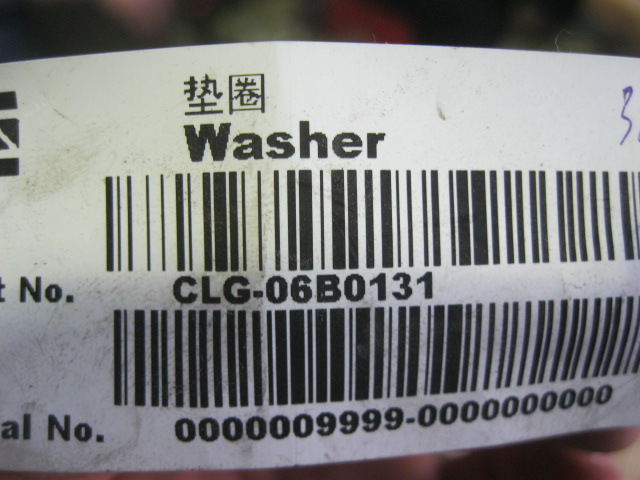 垫圈
Washer
t No. CLG-06B0131
al No. 0000009999-0000000000